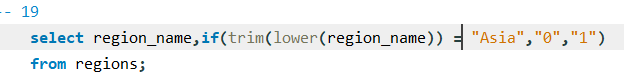 -- 19
select region_name,if(trim(lower(region_name)) = "Asia","0","1")
from regions;